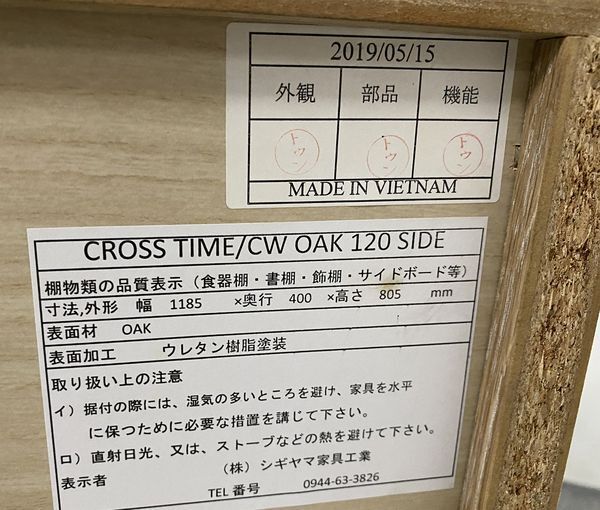 2019/05/15
外観 部品 機能
トウン トウン トウン
MADE IN VIETNAM
CROSS TIME/CW OAK 120 SIDE
棚物類の品質表示（食器棚・書棚・飾棚・サイドボード等）
寸法,外形 幅 1185 ×奥行 400 ×高さ 805 mm
表面材 OAK
表面加工 ウレタン樹脂塗装
取り扱い上の注意
イ）据付の際には、湿気の多いところを避け、家具を水平
に保つために必要な措置を講じて下さい。
ロ）直射日光、又は、ストーブなどの熱を避けて下さい。
表示者 （株）シギヤマ家具工業
TEL 番号 0944-63-3826